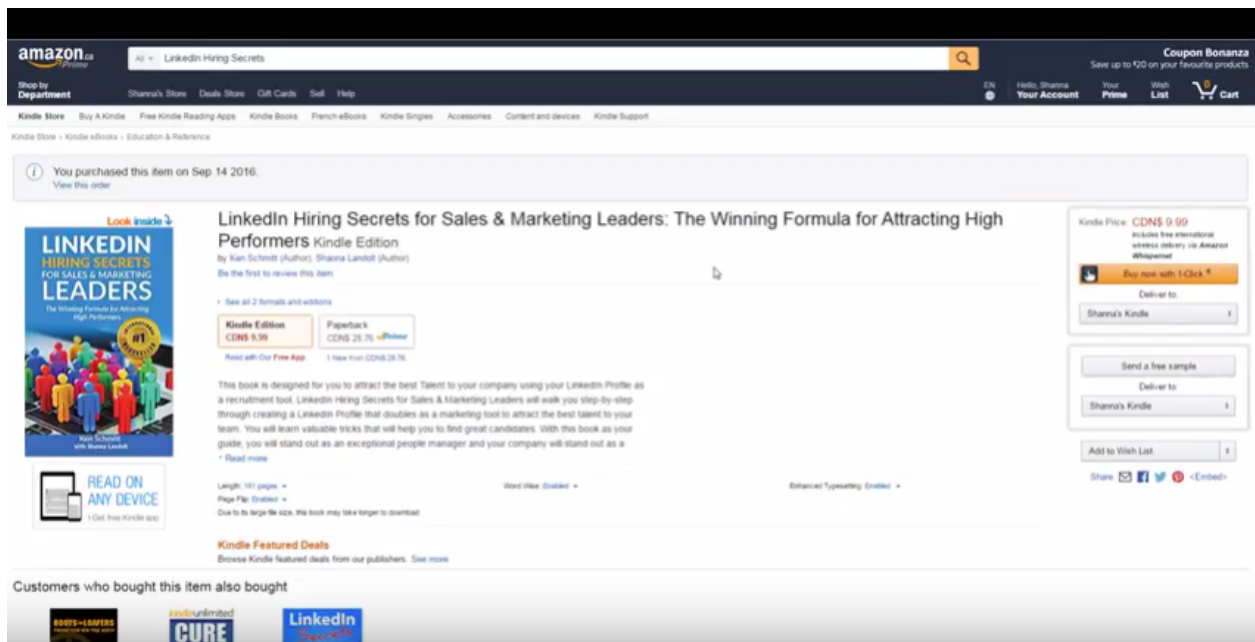 amazon.ca
Prime
All
LinkedIn Hiring Secrets
Coupon Bonanza
Save up to $20 on your favourite products
Shop by
Department
Shanna's Store Deals Store Gift Cards Sell Help
EN
Hello, Shanna
Your Account
Your
Prime
Wish
List
0
Cart
Kindle Store Buy A Kindle Free Kindle Reading Apps Kindle Books French eBooks Kindle Singles Accessories Content and devices Kindle Support
Kindle Store › Kindle eBooks › Education & Reference
You purchased this item on Sep 14 2016.
View this order
Look inside
LINKEDIN
HIRING SECRETS
FOR SALES & MARKETING
LEADERS
The Winning Formula for Attracting
High Performers
INTERNATIONAL
#1
BESTSELLER
Ken Schmitt
with Shanna Landolt
READ ON
ANY DEVICE
› Get free Kindle app
LinkedIn Hiring Secrets for Sales & Marketing Leaders: The Winning Formula for Attracting High
Performers Kindle Edition
by Ken Schmitt (Author), Shanna Landolt (Author)
Be the first to review this item
› See all 2 formats and editions
Kindle Edition
CDN$ 9.99
Paperback
CDN$ 28.76 Prime
Read with Our Free App
1 New from CDN$ 28.76
This book is designed for you to attract the best Talent to your company using your LinkedIn Profile as
a recruitment tool. LinkedIn Hiring Secrets for Sales & Marketing Leaders will walk you step-by-step
through creating a LinkedIn Profile that doubles as a marketing tool to attract the best talent to your
team. You will learn valuable tricks that will help you to find great candidates. With this book as your
guide, you will stand out as an exceptional people manager and your company will stand out as a
Read more
Length: 161 pages
Word Wise: Enabled
Enhanced Typesetting: Enabled
Page Flip: Enabled
Due to its large file size, this book may take longer to download
Kindle Featured Deals
Browse Kindle featured deals from our publishers. See more
Kindle Price: CDN$ 9.99
includes free international
wireless delivery via Amazon
Whispernet
Buy now with 1-Click ®
Deliver to:
Shanna's Kindle
Send a free sample
Deliver to:
Shanna's Kindle
Add to Wish List
Share <Embed>
Customers who bought this item also bought
BOOTS TO LOAFERS
kindleunlimited
CURE
LinkedIn
Secrets